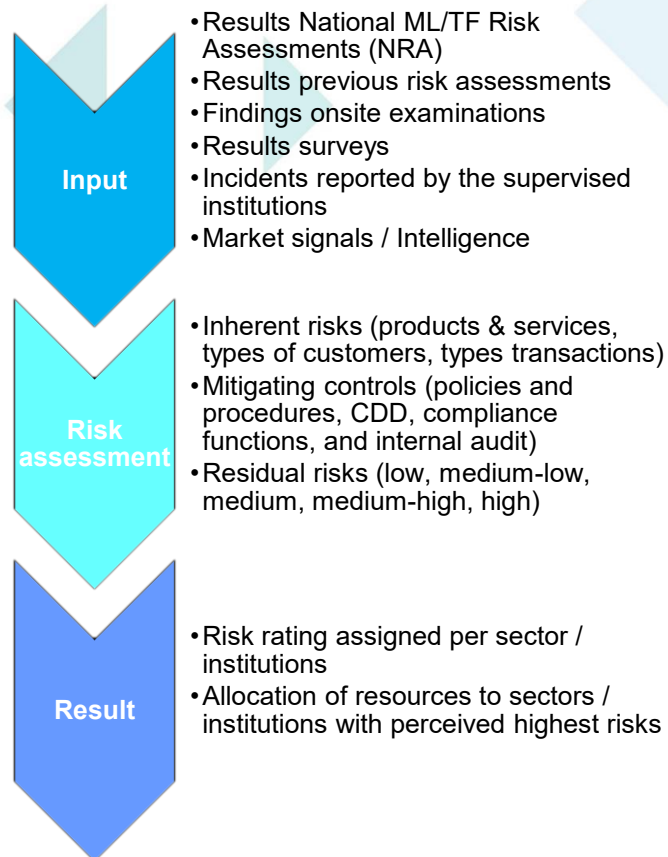 •Results National ML/TF Risk
Assessments (NRA)
•Results previous risk assessments
•Findings onsite examinations
•Results surveys
•Incidents reported by the supervised
institutions
•Market signals / Intelligence
Input
•Inherent risks (products & services,
types of customers, types transactions)
•Mitigating controls (policies and
procedures, CDD, compliance
functions, and internal audit)
•Residual risks (low, medium-low,
medium, medium-high, high)
Risk
assessment
•Risk rating assigned per sector /
institutions
•Allocation of resources to sectors /
institutions with perceived highest risks
Result